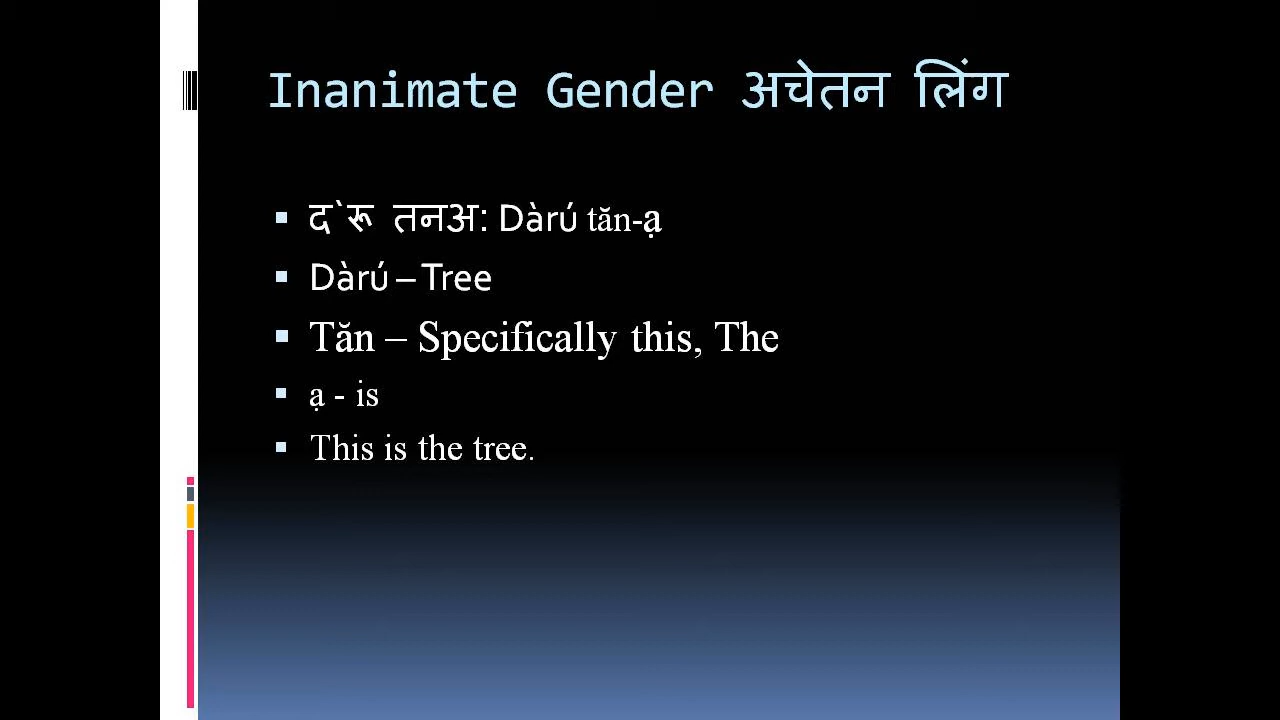 Inanimate Gender अचेतन लिंग
द`रू तनअ: Dàrú tăn-ạ
Dàrú – Tree
Tăn – Specifically this, The
ạ - is
This is the tree.